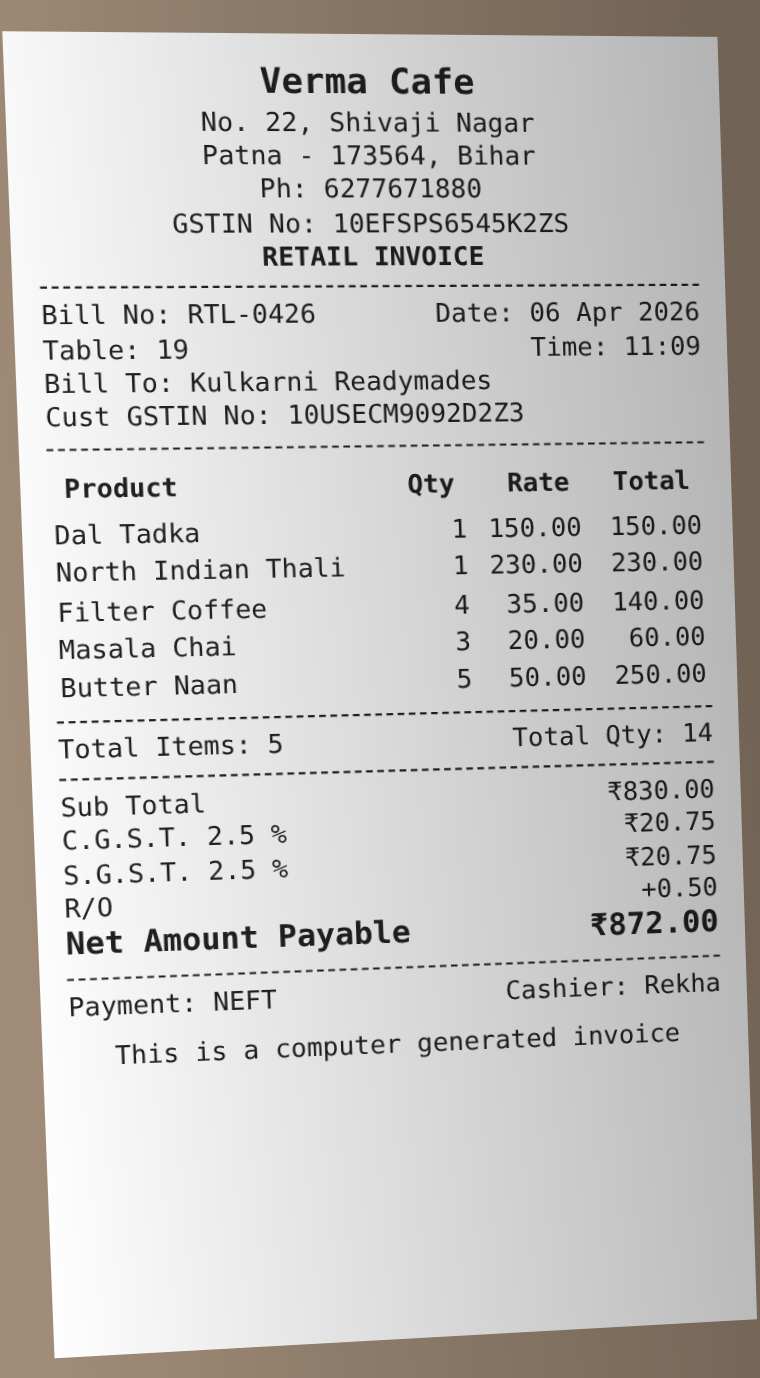 Verma Cafe
No. 22, Shivaji Nagar
Patna - 173564, Bihar
Ph: 6277671880
GSTIN No: 10EFSPS6545K2ZS
RETAIL INVOICE
Bill No: RTL-0426 Date: 06 Apr 2026
Table: 19 Time: 11:09
Bill To: Kulkarni Readymades
Cust GSTIN No: 10USECM9092D2Z3
Product Qty Rate Total
Dal Tadka 1 150.00 150.00
North Indian Thali 1 230.00 230.00
Filter Coffee 4 35.00 140.00
Masala Chai 3 20.00 60.00
Butter Naan 5 50.00 250.00
Total Items: 5 Total Qty: 14
Sub Total ₹830.00
C.G.S.T. 2.5 % ₹20.75
S.G.S.T. 2.5 % ₹20.75
R/O +0.50
Net Amount Payable ₹872.00
Payment: NEFT Cashier: Rekha
This is a computer generated invoice